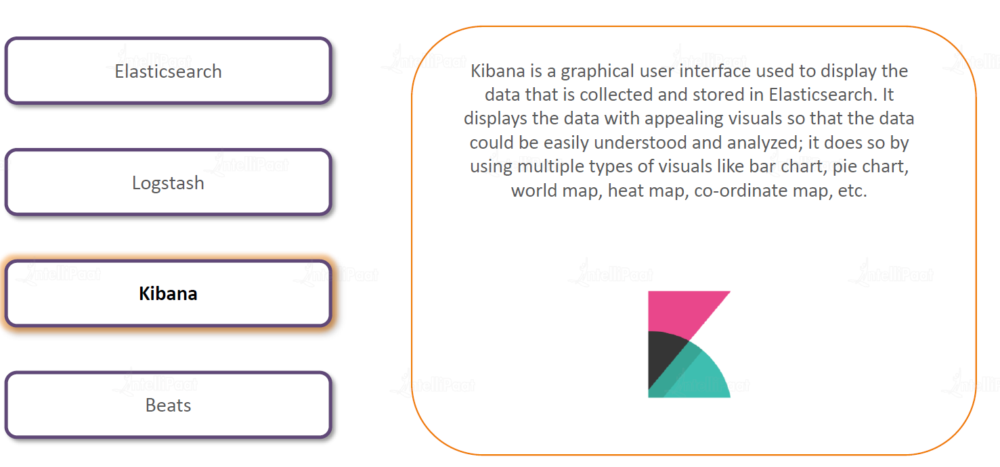 Elasticsearch
Logstash
Kibana
Beats
Kibana is a graphical user interface used to display the
data that is collected and stored in Elasticsearch. It
displays the data with appealing visuals so that the data
could be easily understood and analyzed; it does so by
using multiple types of visuals like bar chart, pie chart,
world map, heat map, co-ordinate map, etc.
IntelliPaat